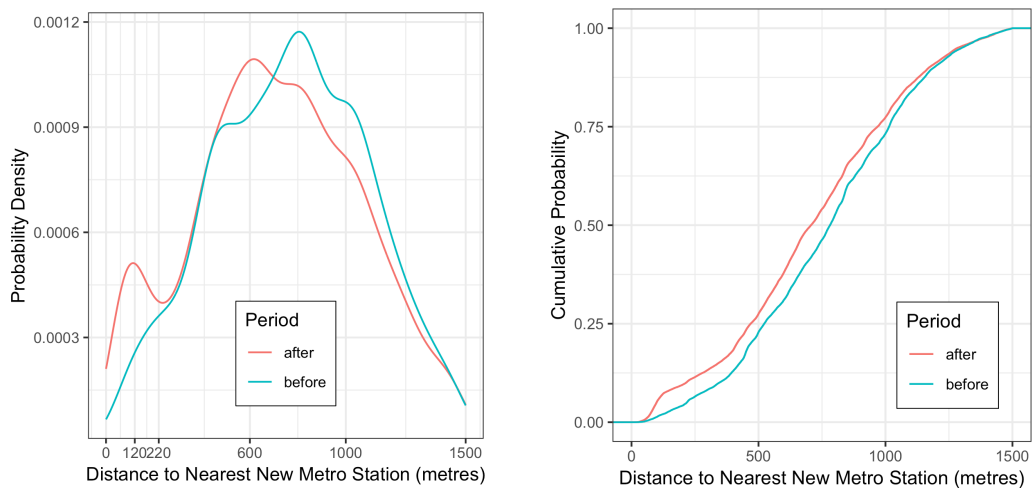 0.0012
0.0009
0.0006
0.0003
Probability Density
Period
after
before
0 120 220 600 1000 1500
Distance to Nearest New Metro Station (metres)
1.00
0.75
0.50
0.25
0.00
Cumulative Probability
Period
after
before
0 500 1000 1500
Distance to Nearest New Metro Station (metres)